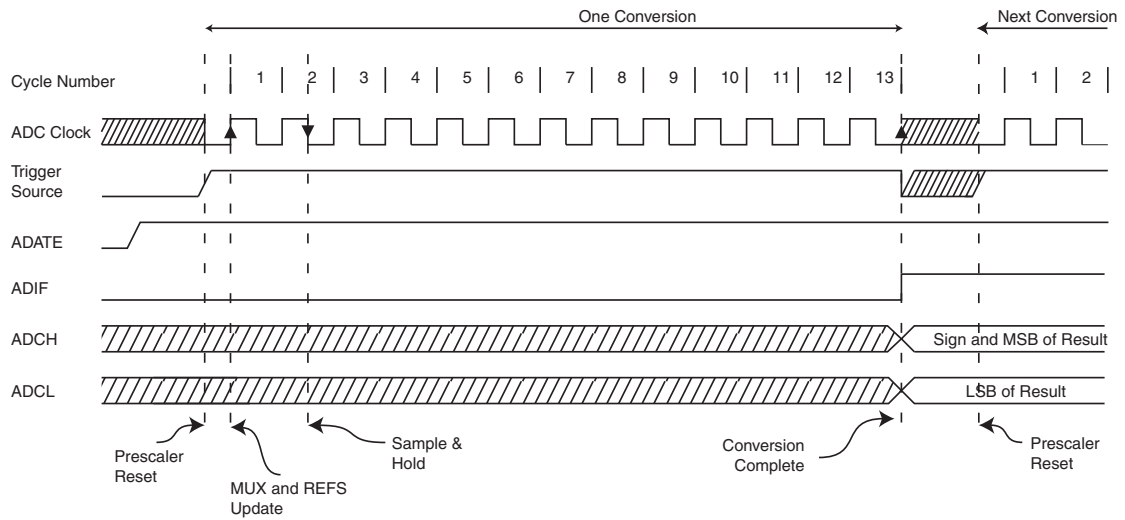 One Conversion
Next Conversion
Cycle Number
1 2 3 4 5 6 7 8 9 10 11 12 13 1 2
ADC Clock
Trigger
Source
ADATE
ADIF
ADCH
Sign and MSB of Result
ADCL
LSB of Result
Prescaler
Reset
MUX and REFS
Update
Sample &
Hold
Conversion
Complete
Prescaler
Reset